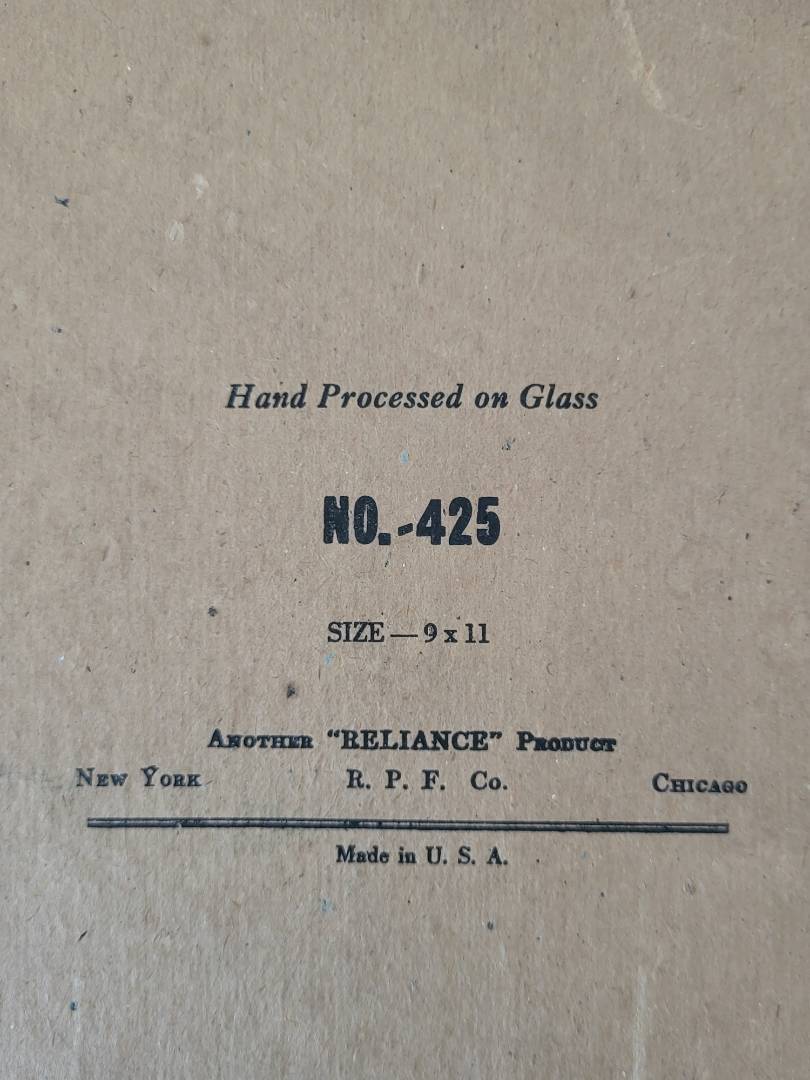 Hand Processed on Glass
NO.-425
SIZE — 9 x 11
ANOTHER "RELIANCE" PRODUCT
NEW YORK R. P. F. Co. CHICAGO
Made in U. S. A.